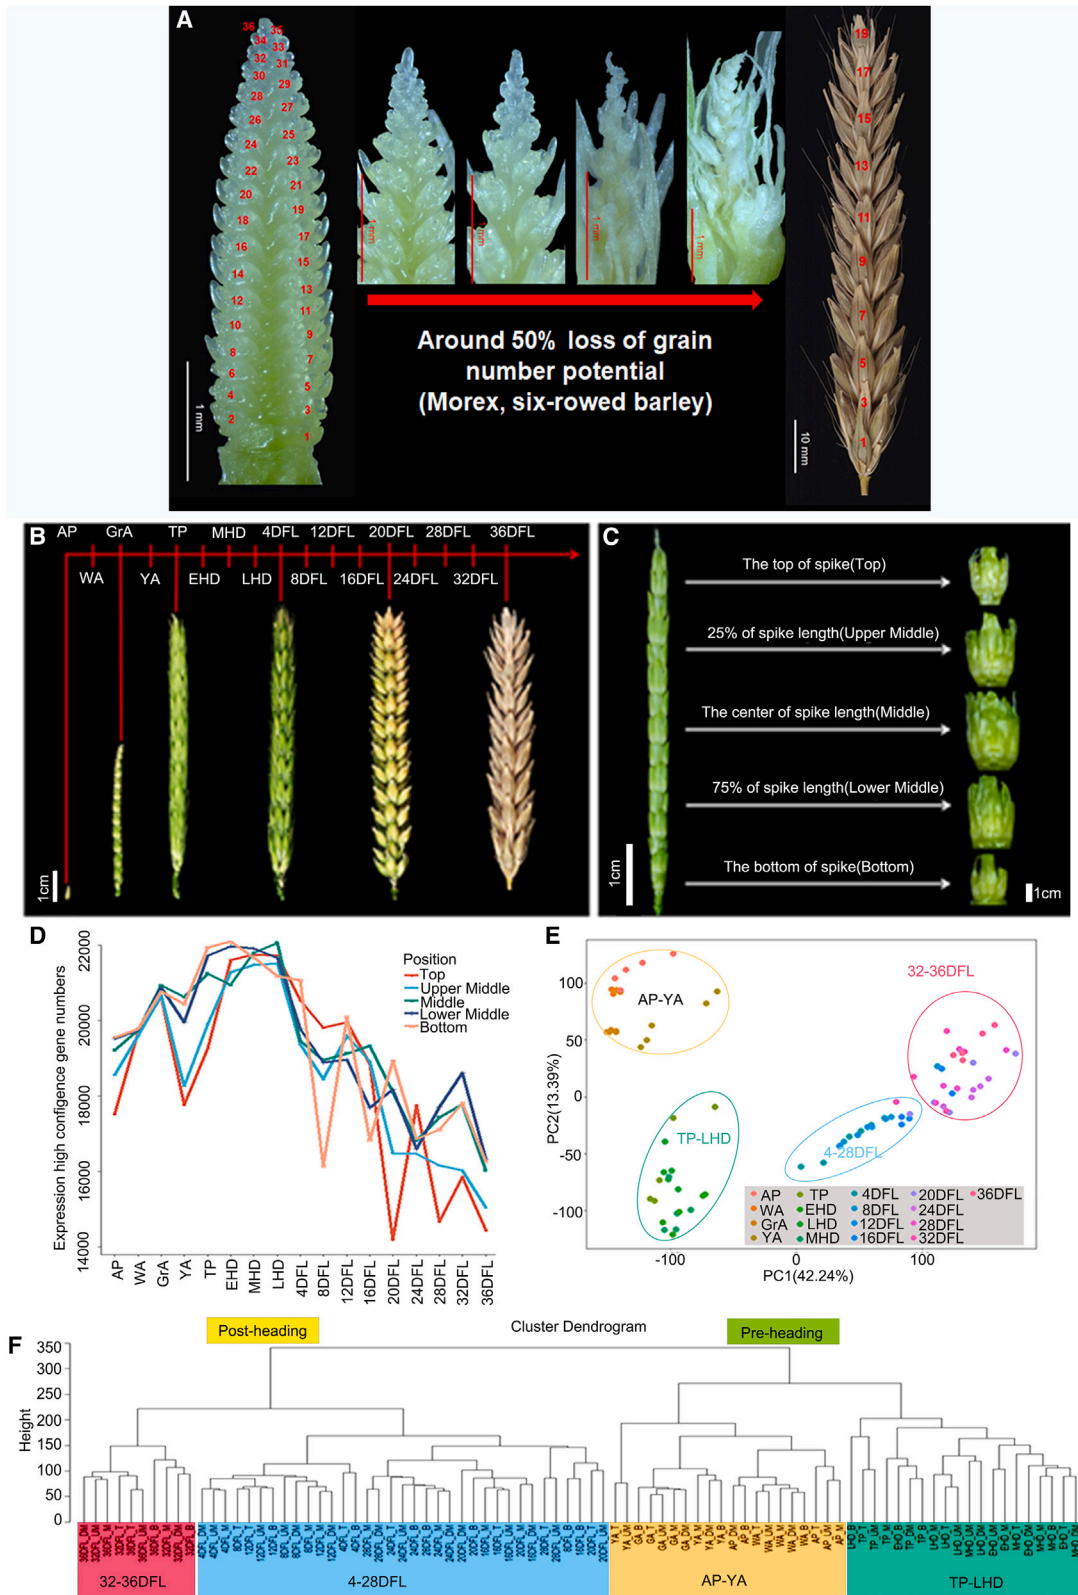 A
36 35
34 33
32 31
30 29
28 27
26 25
24 23
22 21
20 19
18 17
16 15
14 13
12 11
10 9
8 7
6 5
4 3
2 1
1 mm
1 mm
1 mm
1 mm
1 mm
Around 50% loss of grain
number potential
(Morex, six-rowed barley)
19
17
15
13
11
9
7
5
3
1
10 mm
B
AP GrA TP MHD 4DFL 12DFL 20DFL 28DFL 36DFL
WA YA EHD LHD 8DFL 16DFL 24DFL 32DFL
1cm
C
The top of spike(Top)
25% of spike length(Upper Middle)
The center of spike length(Middle)
75% of spike length(Lower Middle)
The bottom of spike(Bottom)
1cm
1cm
D
Expression high configence gene numbers
22000
20000
18000
16000
14000
Position
Top
Upper Middle
Middle
Lower Middle
Bottom
AP WA GrA YA TP EHD MHD LHD 4DFL 8DFL 12DFL 16DFL 20DFL 24DFL 28DFL 32DFL 36DFL
E
PC2(13.39%)
100
50
0
-50
-100
AP-YA
32-36DFL
TP-LHD
4-28DFL
AP TP 4DFL 20DFL 36DFL
WA EHD 8DFL 24DFL
GrA LHD 12DFL 28DFL
YA MHD 16DFL 32DFL
-100 0 100
PC1(42.24%)
F
Post-heading
Cluster Dendrogram
Pre-heading
Height
350
300
250
200
150
100
50
0
32-36DFL
4-28DFL
AP-YA
TP-LHD